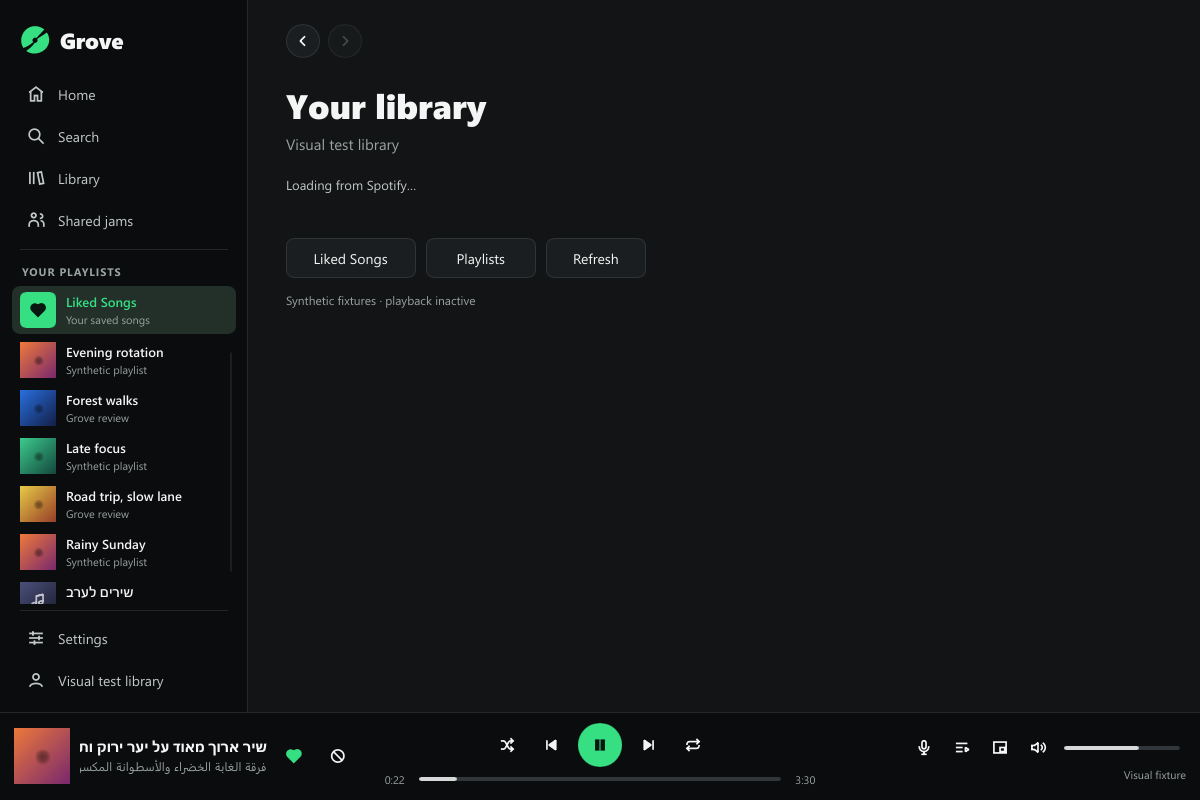 Grove
Home
Search
Library
Shared jams
YOUR PLAYLISTS
Liked Songs
Your saved songs
Evening rotation
Synthetic playlist
Forest walks
Grove review
Late focus
Synthetic playlist
Road trip, slow lane
Grove review
Rainy Sunday
Synthetic playlist
שירים לערב
Settings
Visual test library
Your library
Visual test library
Loading from Spotify...
Liked Songs
Playlists
Refresh
Synthetic fixtures · playback inactive
שיר ארוך מאוד על יער ירוק
فرقة الغابة الخضراء والأسطوانة
0:22
3:30
Visual fixture